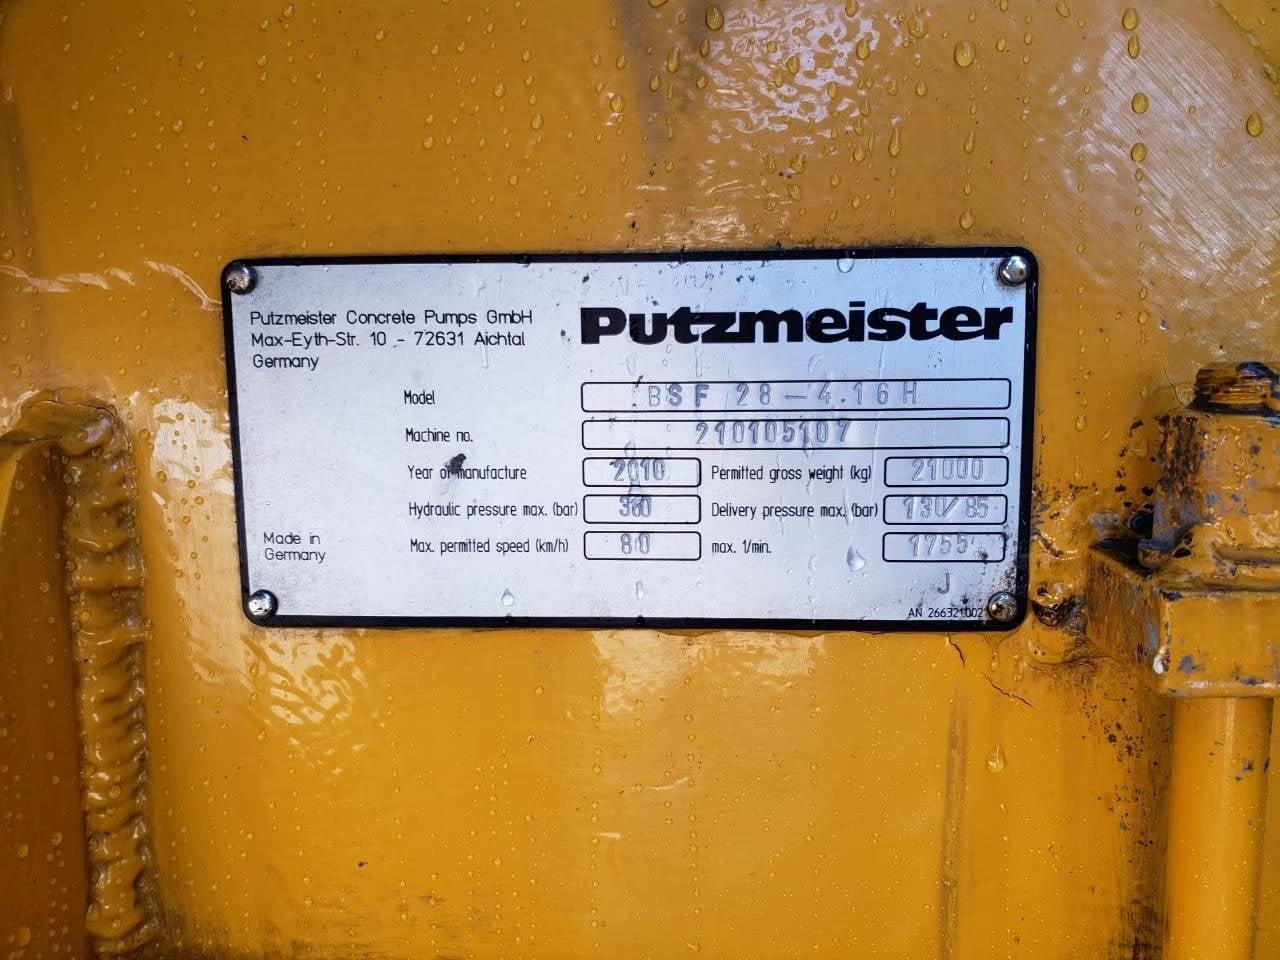 Putzmeister Concrete Pumps GmbH
Max-Eyth-Str. 10 - 72631 Aichtal
Germany
Putzmeister
Model BSF 28-4.16H
Machine no. 210105107
Year of manufacture 2010 Permitted gross weight (kg) 21000
Hydraulic pressure max. (bar) 360 Delivery pressure max. (bar) 130/85
Made in
Germany
Max. permitted speed (km/h) 80 max. 1/min. 1755
J
AN 266321.002